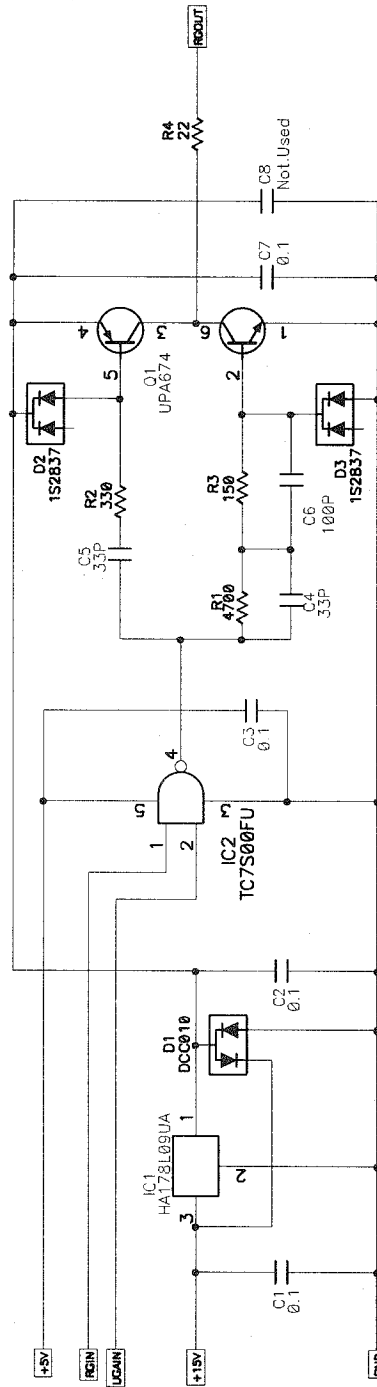 +5V
RGIN
UGAIN
+15V
C1
0.1
IC1
HA178L09UA
3
1
2
D1
DCC010
C2
0.1
1
2
5
4
3
IC2
TC7S00FU
C3
0.1
C5
33P
R2
330
R1
4700
C4
33P
R3
150
C6
100P
D2
1S2837
D3
1S2837
5
4
3
Q1
UPA674
2
6
1
R4
22
C7
0.1
C8
Not.Used
RGOUT